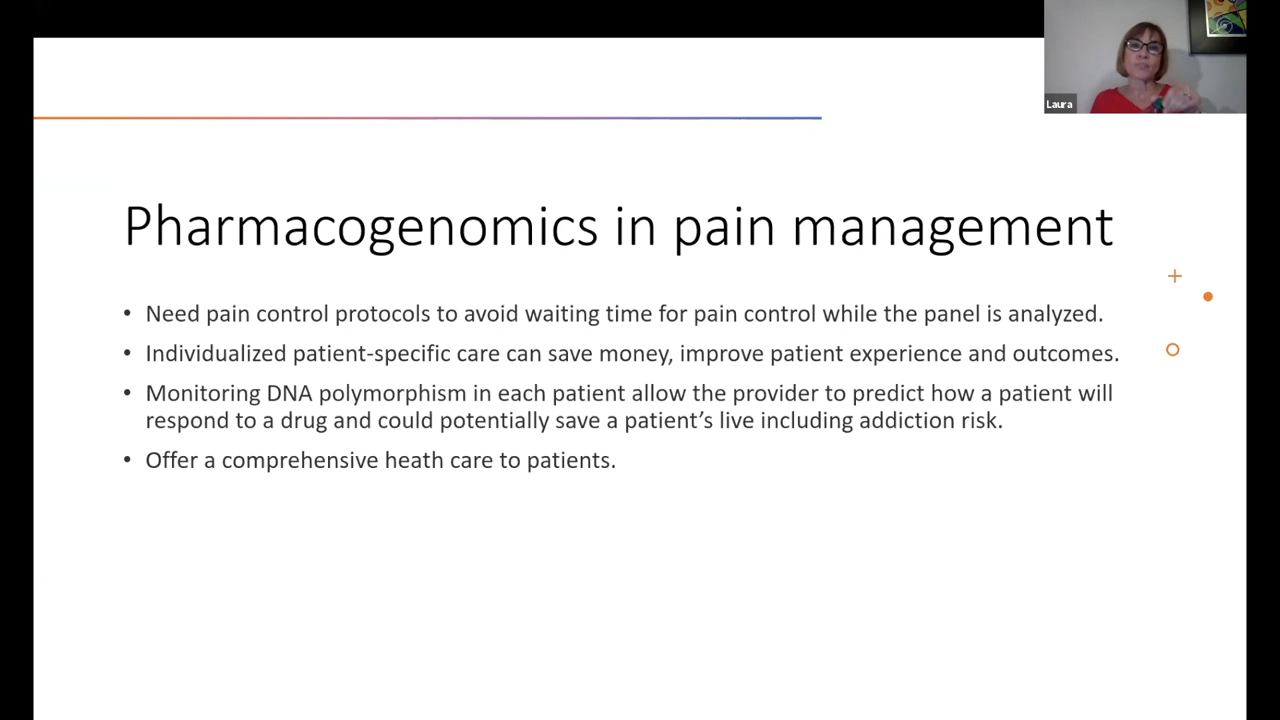 Laura
Pharmacogenomics in pain management
• Need pain control protocols to avoid waiting time for pain control while the panel is analyzed.
• Individualized patient-specific care can save money, improve patient experience and outcomes.
• Monitoring DNA polymorphism in each patient allow the provider to predict how a patient will
respond to a drug and could potentially save a patient’s live including addiction risk.
• Offer a comprehensive heath care to patients.